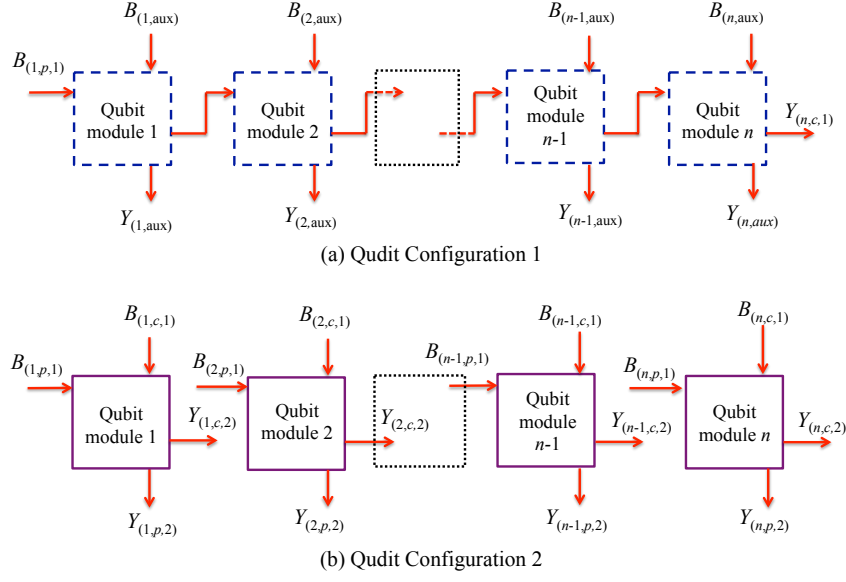 B(1,aux) B(2,aux) B(n-1,aux) B(n,aux)
B(1,p,1)
Qubit module 1
Qubit module 2
Qubit module n-1
Qubit module n
Y(n,c,1)
Y(1,aux) Y(2,aux) Y(n-1,aux) Y(n,aux)
(a) Qudit Configuration 1
B(1,c,1) B(2,c,1) B(n-1,c,1) B(n,c,1)
B(1,p,1) B(2,p,1) B(n-1,p,1) B(n,p,1)
Qubit module 1
Y(1,c,2)
Qubit module 2
Y(2,c,2)
Qubit module n-1
Y(n-1,c,2)
Qubit module n
Y(n,c,2)
Y(1,p,2) Y(2,p,2) Y(n-1,p,2) Y(n,p,2)
(b) Qudit Configuration 2